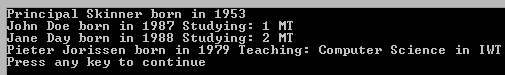 Principal Skinner born in 1953
John Doe born in 1987 Studying: 1 MT
Jane Day born in 1988 Studying: 2 MT
Pieter Jorissen born in 1979 Teaching: Computer Science in IWT
Press any key to continue